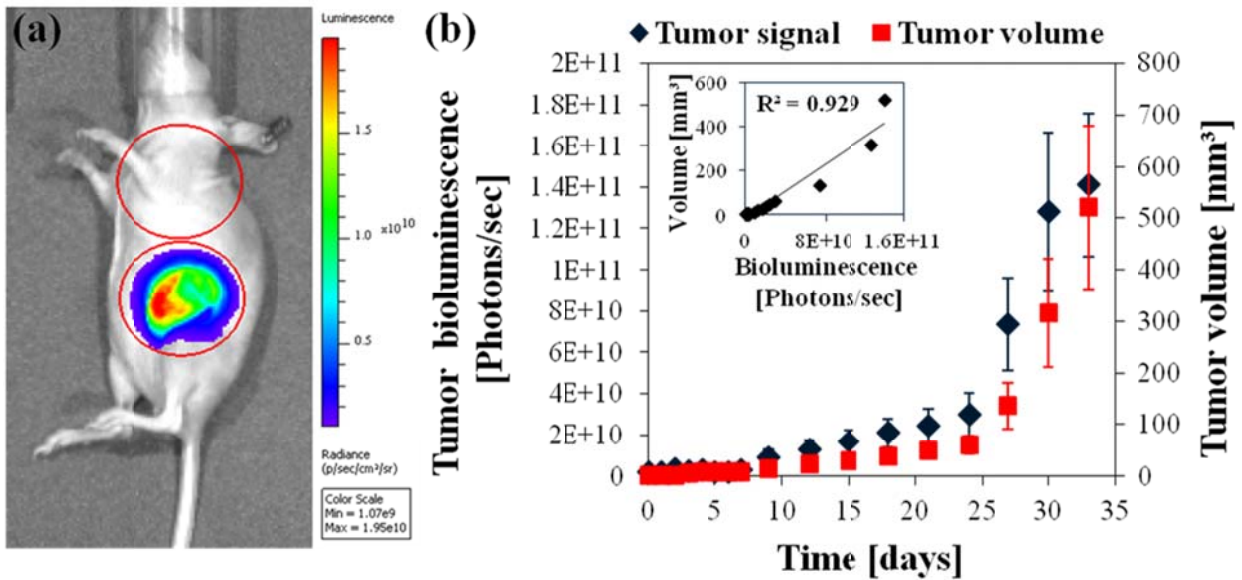 (a)
Luminescence
1.5
1.0
x10^10
0.5
Radiance
(p/sec/cm²/sr)
Color Scale
Min = 1.07e9
Max = 1.95e10
(b)
Tumor signal
Tumor volume
Tumor bioluminescence
[Photons/sec]
2E+11
1.8E+11
1.6E+11
1.4E+11
1.2E+11
1E+11
8E+10
6E+10
4E+10
2E+10
0
800
700
600
500
400
300
200
100
0
Tumor volume [mm³]
0
5
10
15
20
25
30
35
Time [days]
R² = 0.929
Volume [mm³]
600
400
200
0
0
8E+10
1.6E+11
Bioluminescence
[Photons/sec]